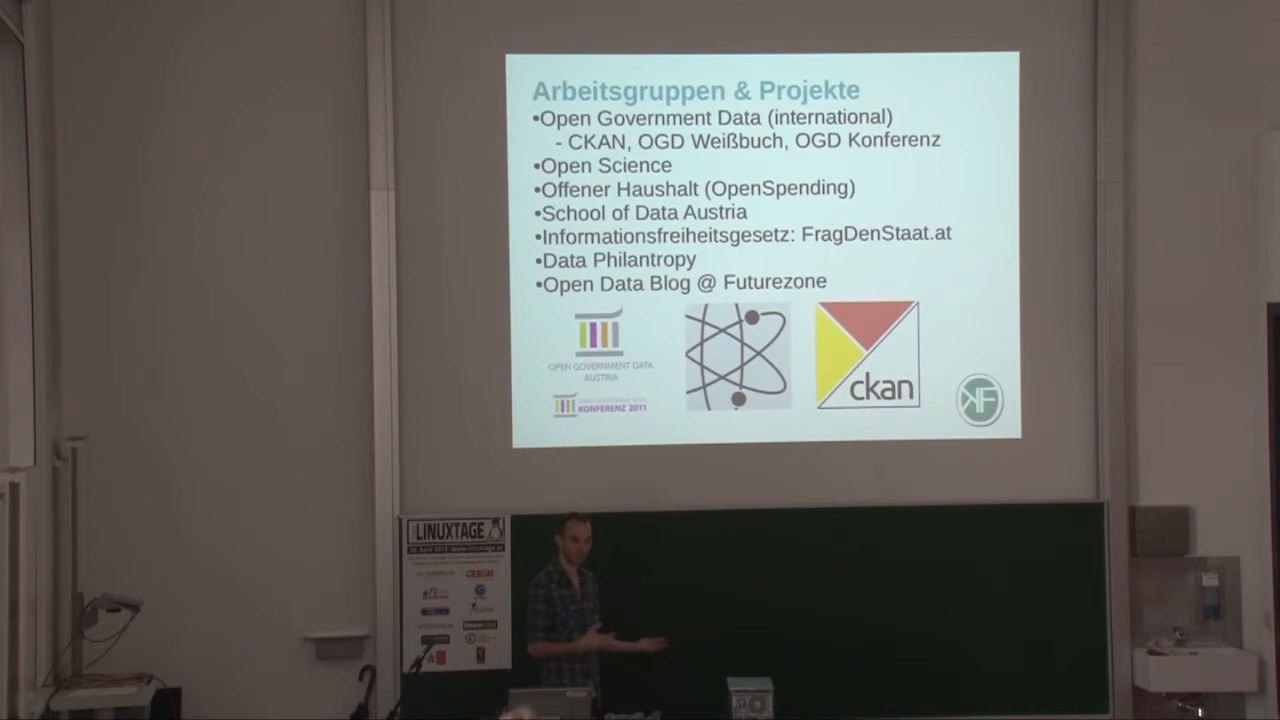 Arbeitsgruppen & Projekte
•Open Government Data (international)
- CKAN, OGD Weißbuch, OGD Konferenz
•Open Science
•Offener Haushalt (OpenSpending)
•School of Data Austria
•Informationsfreiheitsgesetz: FragDenStaat.at
•Data Philantropy
•Open Data Blog @ Futurezone
OPEN GOVERNMENT DATA
AUSTRIA
KONFERENZ 2011
ckan
KF
LINUXTAGE